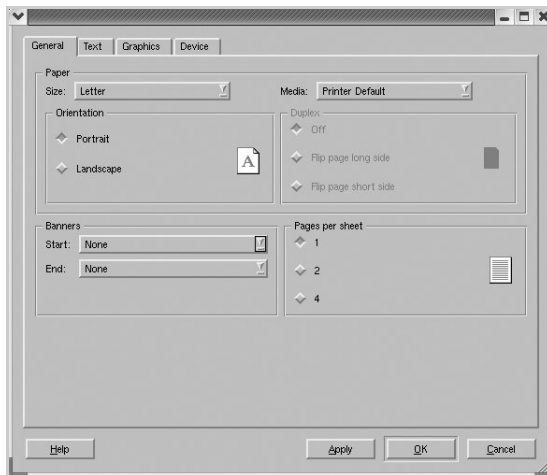 General Text Graphics Device
Paper
Size: Letter Media: Printer Default
Orientation
Portrait
Landscape
A
Duplex
Off
Flip page long side
Flip page short side
Banners
Start: None
End: None
Pages per sheet
1
2
4
Help Apply OK Cancel